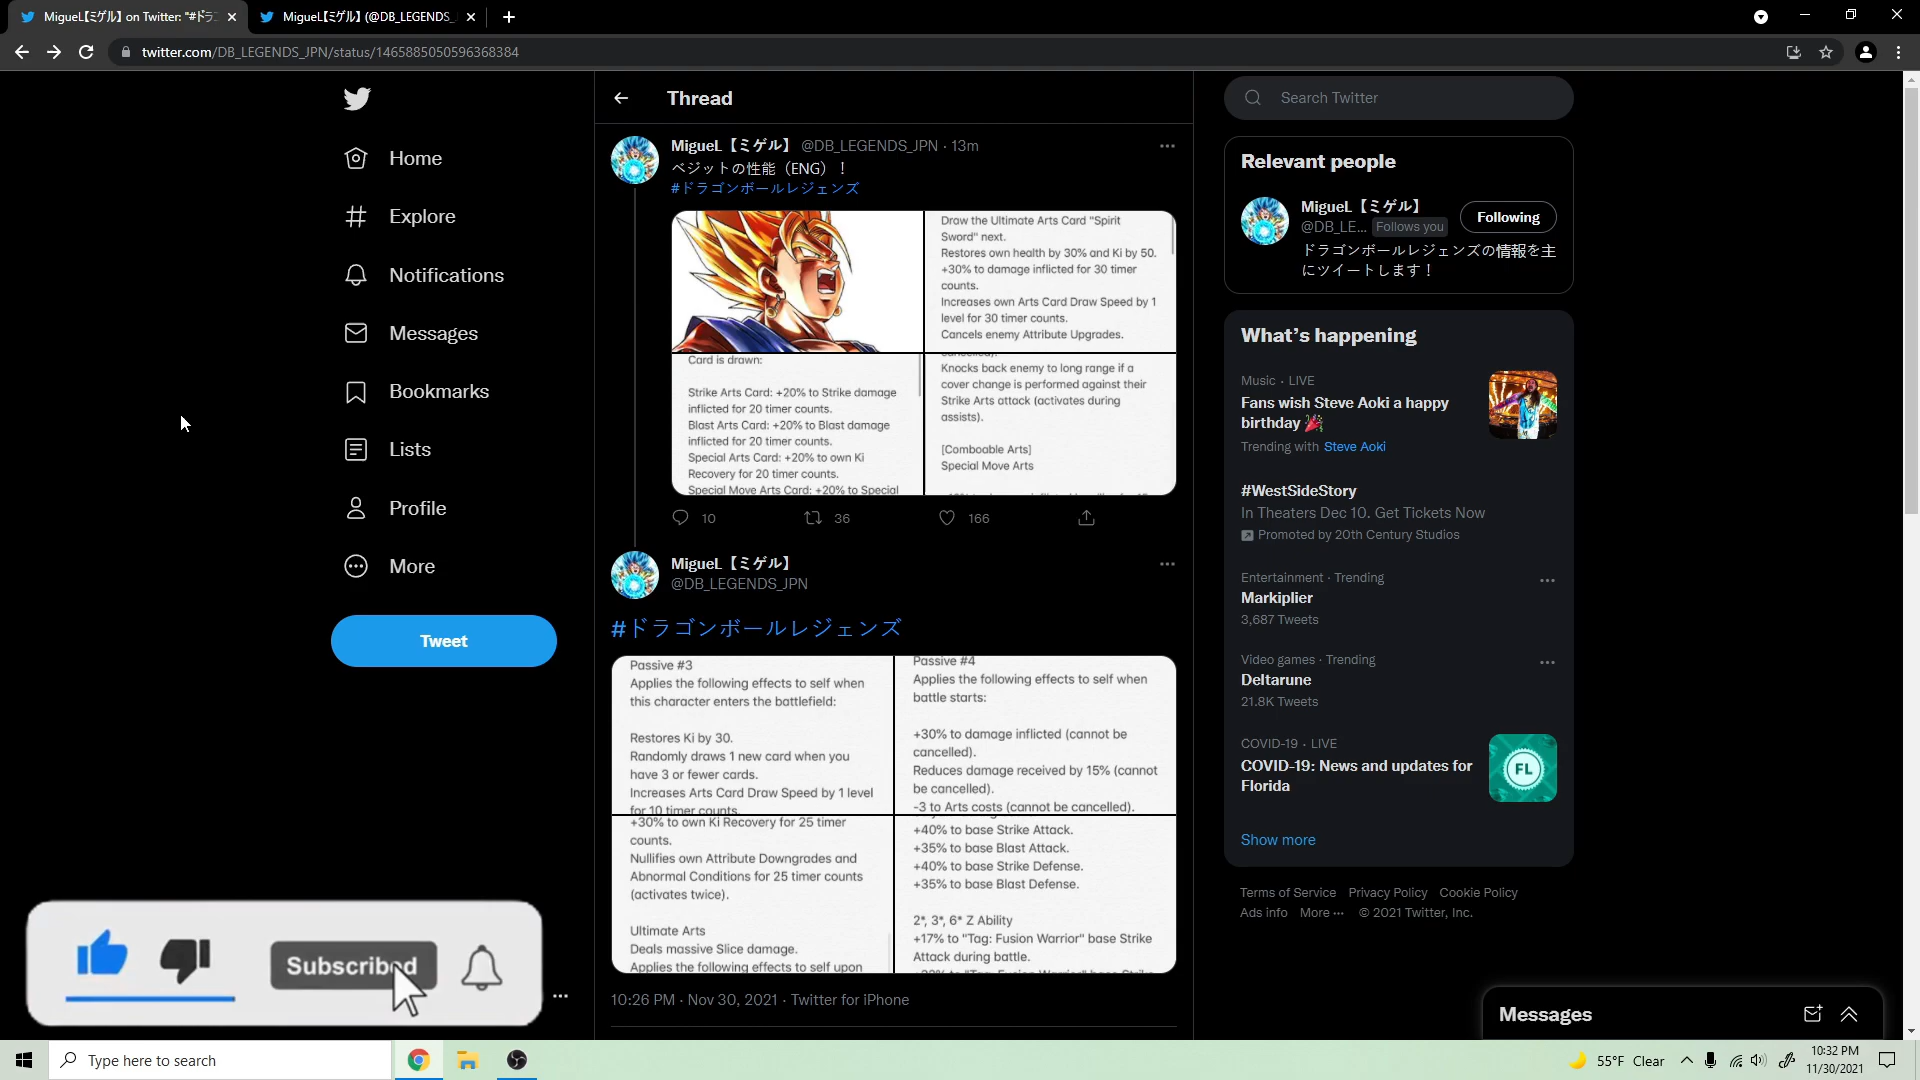 MigueL【ミゲル】 on Twitter: "#ドラ
MigueL【ミゲル】 (@DB_LEGENDS_
twitter.com/DB_LEGENDS_JPN/status/1465885050596368384
Home
Explore
Notifications
Messages
Bookmarks
Lists
Profile
More
Tweet
Subscribed
Thread
MigueL【ミゲル】 @DB_LEGENDS_JPN · 13m
ベジットの性能（ENG）！
#ドラゴンボールレジェンズ
Draw the Ultimate Arts Card "Spirit
Sword" next.
Restores own health by 30% and Ki by 50.
+30% to damage inflicted for 30 timer
counts.
Increases own Arts Card Draw Speed by 1
level for 30 timer counts.
Cancels enemy Attribute Upgrades.
Card is drawn:
Strike Arts Card: +20% to Strike damage
inflicted for 20 timer counts.
Blast Arts Card: +20% to Blast damage
inflicted for 20 timer counts.
Special Arts Card: +20% to own Ki
Recovery for 20 timer counts.
Special Move Arts Card: +20% to Special
cancelled).
Knocks back enemy to long range if a
cover change is performed against their
Strike Arts attack (activates during
assists).
[Comboable Arts]
Special Move Arts
10
36
166
MigueL【ミゲル】
@DB_LEGENDS_JPN
#ドラゴンボールレジェンズ
Passive #3
Applies the following effects to self when
this character enters the battlefield:
Restores Ki by 30.
Randomly draws 1 new card when you
have 3 or fewer cards.
Increases Arts Card Draw Speed by 1 level
for 10 timer counts.
Passive #4
Applies the following effects to self when
battle starts:
+30% to damage inflicted (cannot be
cancelled).
Reduces damage received by 15% (cannot
be cancelled).
-3 to Arts costs (cannot be cancelled).
+30% to own Ki Recovery for 25 timer
counts.
Nullifies own Attribute Downgrades and
Abnormal Conditions for 25 timer counts
(activates twice).
Ultimate Arts
Deals massive Slice damage.
Applies the following effects to self upon
+40% to base Strike Attack.
+35% to base Blast Attack.
+40% to base Strike Defense.
+35% to base Blast Defense.
2*, 3*, 6* Z Ability
+17% to "Tag: Fusion Warrior" base Strike
Attack during battle.
10:26 PM · Nov 30, 2021 · Twitter for iPhone
Search Twitter
Relevant people
MigueL【ミゲル】
@DB_LE... Follows you
Following
ドラゴンボールレジェンズの情報を主
にツイートします！
What's happening
Music · LIVE
Fans wish Steve Aoki a happy
birthday
Trending with Steve Aoki
#WestSideStory
In Theaters Dec 10. Get Tickets Now
Promoted by 20th Century Studios
Entertainment · Trending
Markiplier
3,687 Tweets
Video games · Trending
Deltarune
21.8K Tweets
COVID-19 · LIVE
COVID-19: News and updates for
Florida
FL
Show more
Terms of Service Privacy Policy Cookie Policy
Ads info More ··· © 2021 Twitter, Inc.
Messages
Type here to search
55°F Clear
10:32 PM
11/30/2021